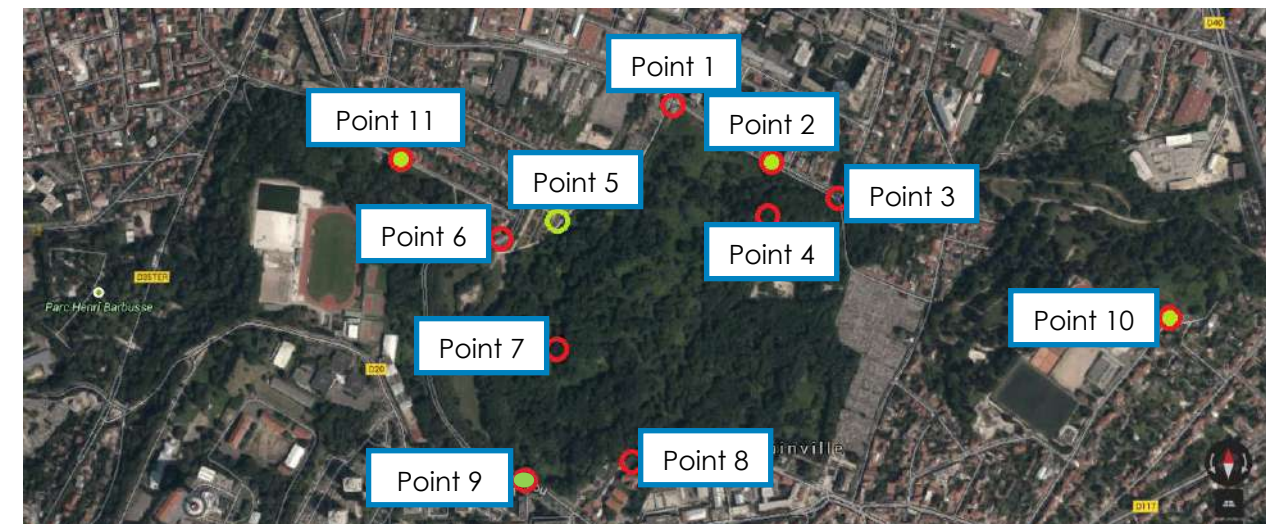 D40
Point 1
Point 11
Point 2
Point 5
Point 3
Point 6
Point 4
D35TER
Parc Henri Barbusse
Point 10
Point 7
D20
Point 8
Point 9
D117